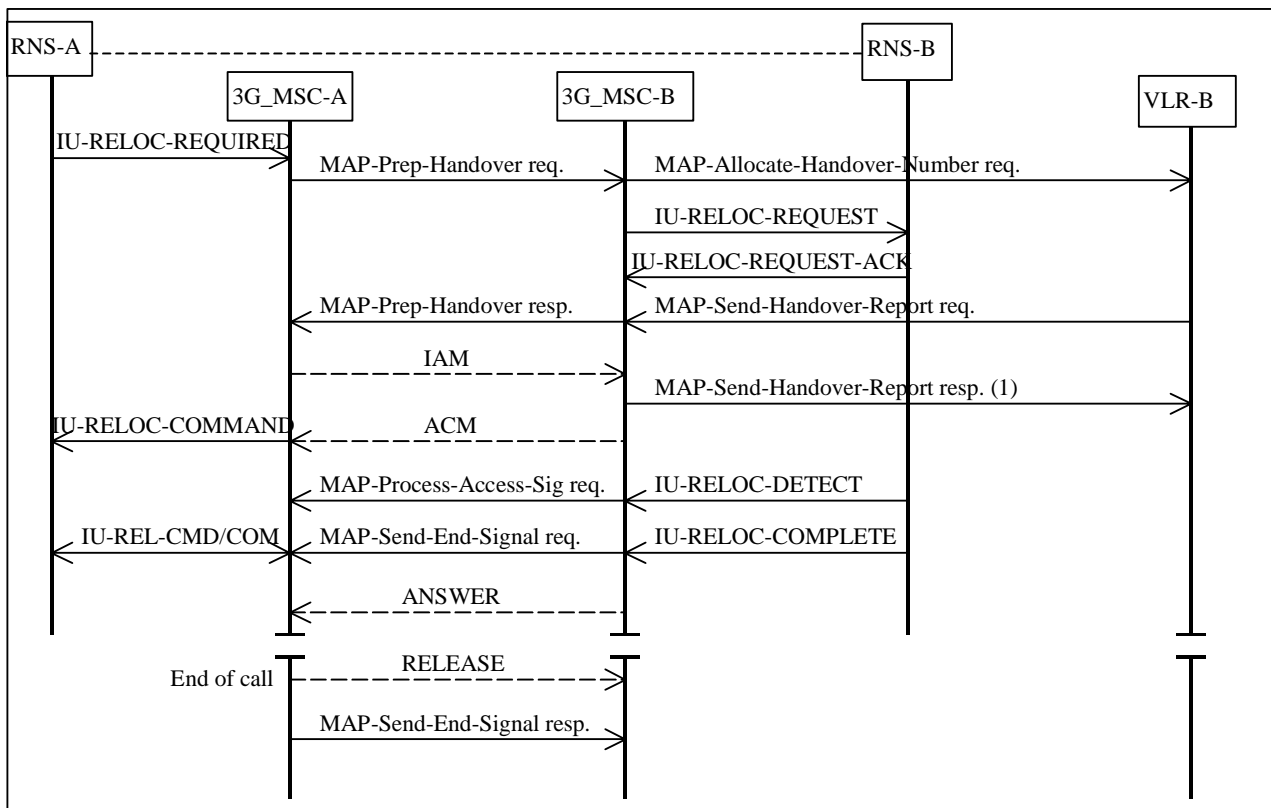 RNS-A
RNS-B
3G_MSC-A
3G_MSC-B
VLR-B
IU-RELOC-REQUIRED
MAP-Prep-Handover req.
MAP-Allocate-Handover-Number req.
IU-RELOC-REQUEST
IU-RELOC-REQUEST-ACK
MAP-Prep-Handover resp.
MAP-Send-Handover-Report req.
IAM
MAP-Send-Handover-Report resp. (1)
IU-RELOC-COMMAND
ACM
MAP-Process-Access-Sig req.
IU-RELOC-DETECT
IU-REL-CMD/COM
MAP-Send-End-Signal req.
IU-RELOC-COMPLETE
ANSWER
RELEASE
End of call
MAP-Send-End-Signal resp.